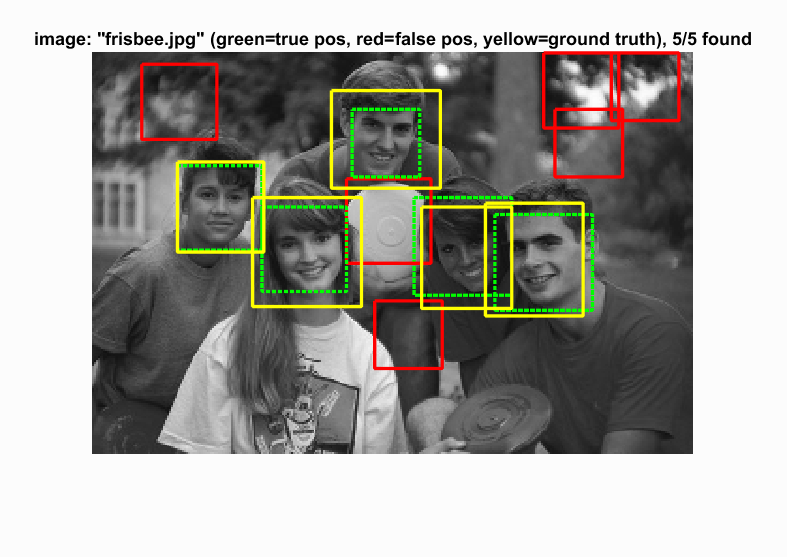 image: "frisbee.jpg" (green=true pos, red=false pos, yellow=ground truth), 5/5 found